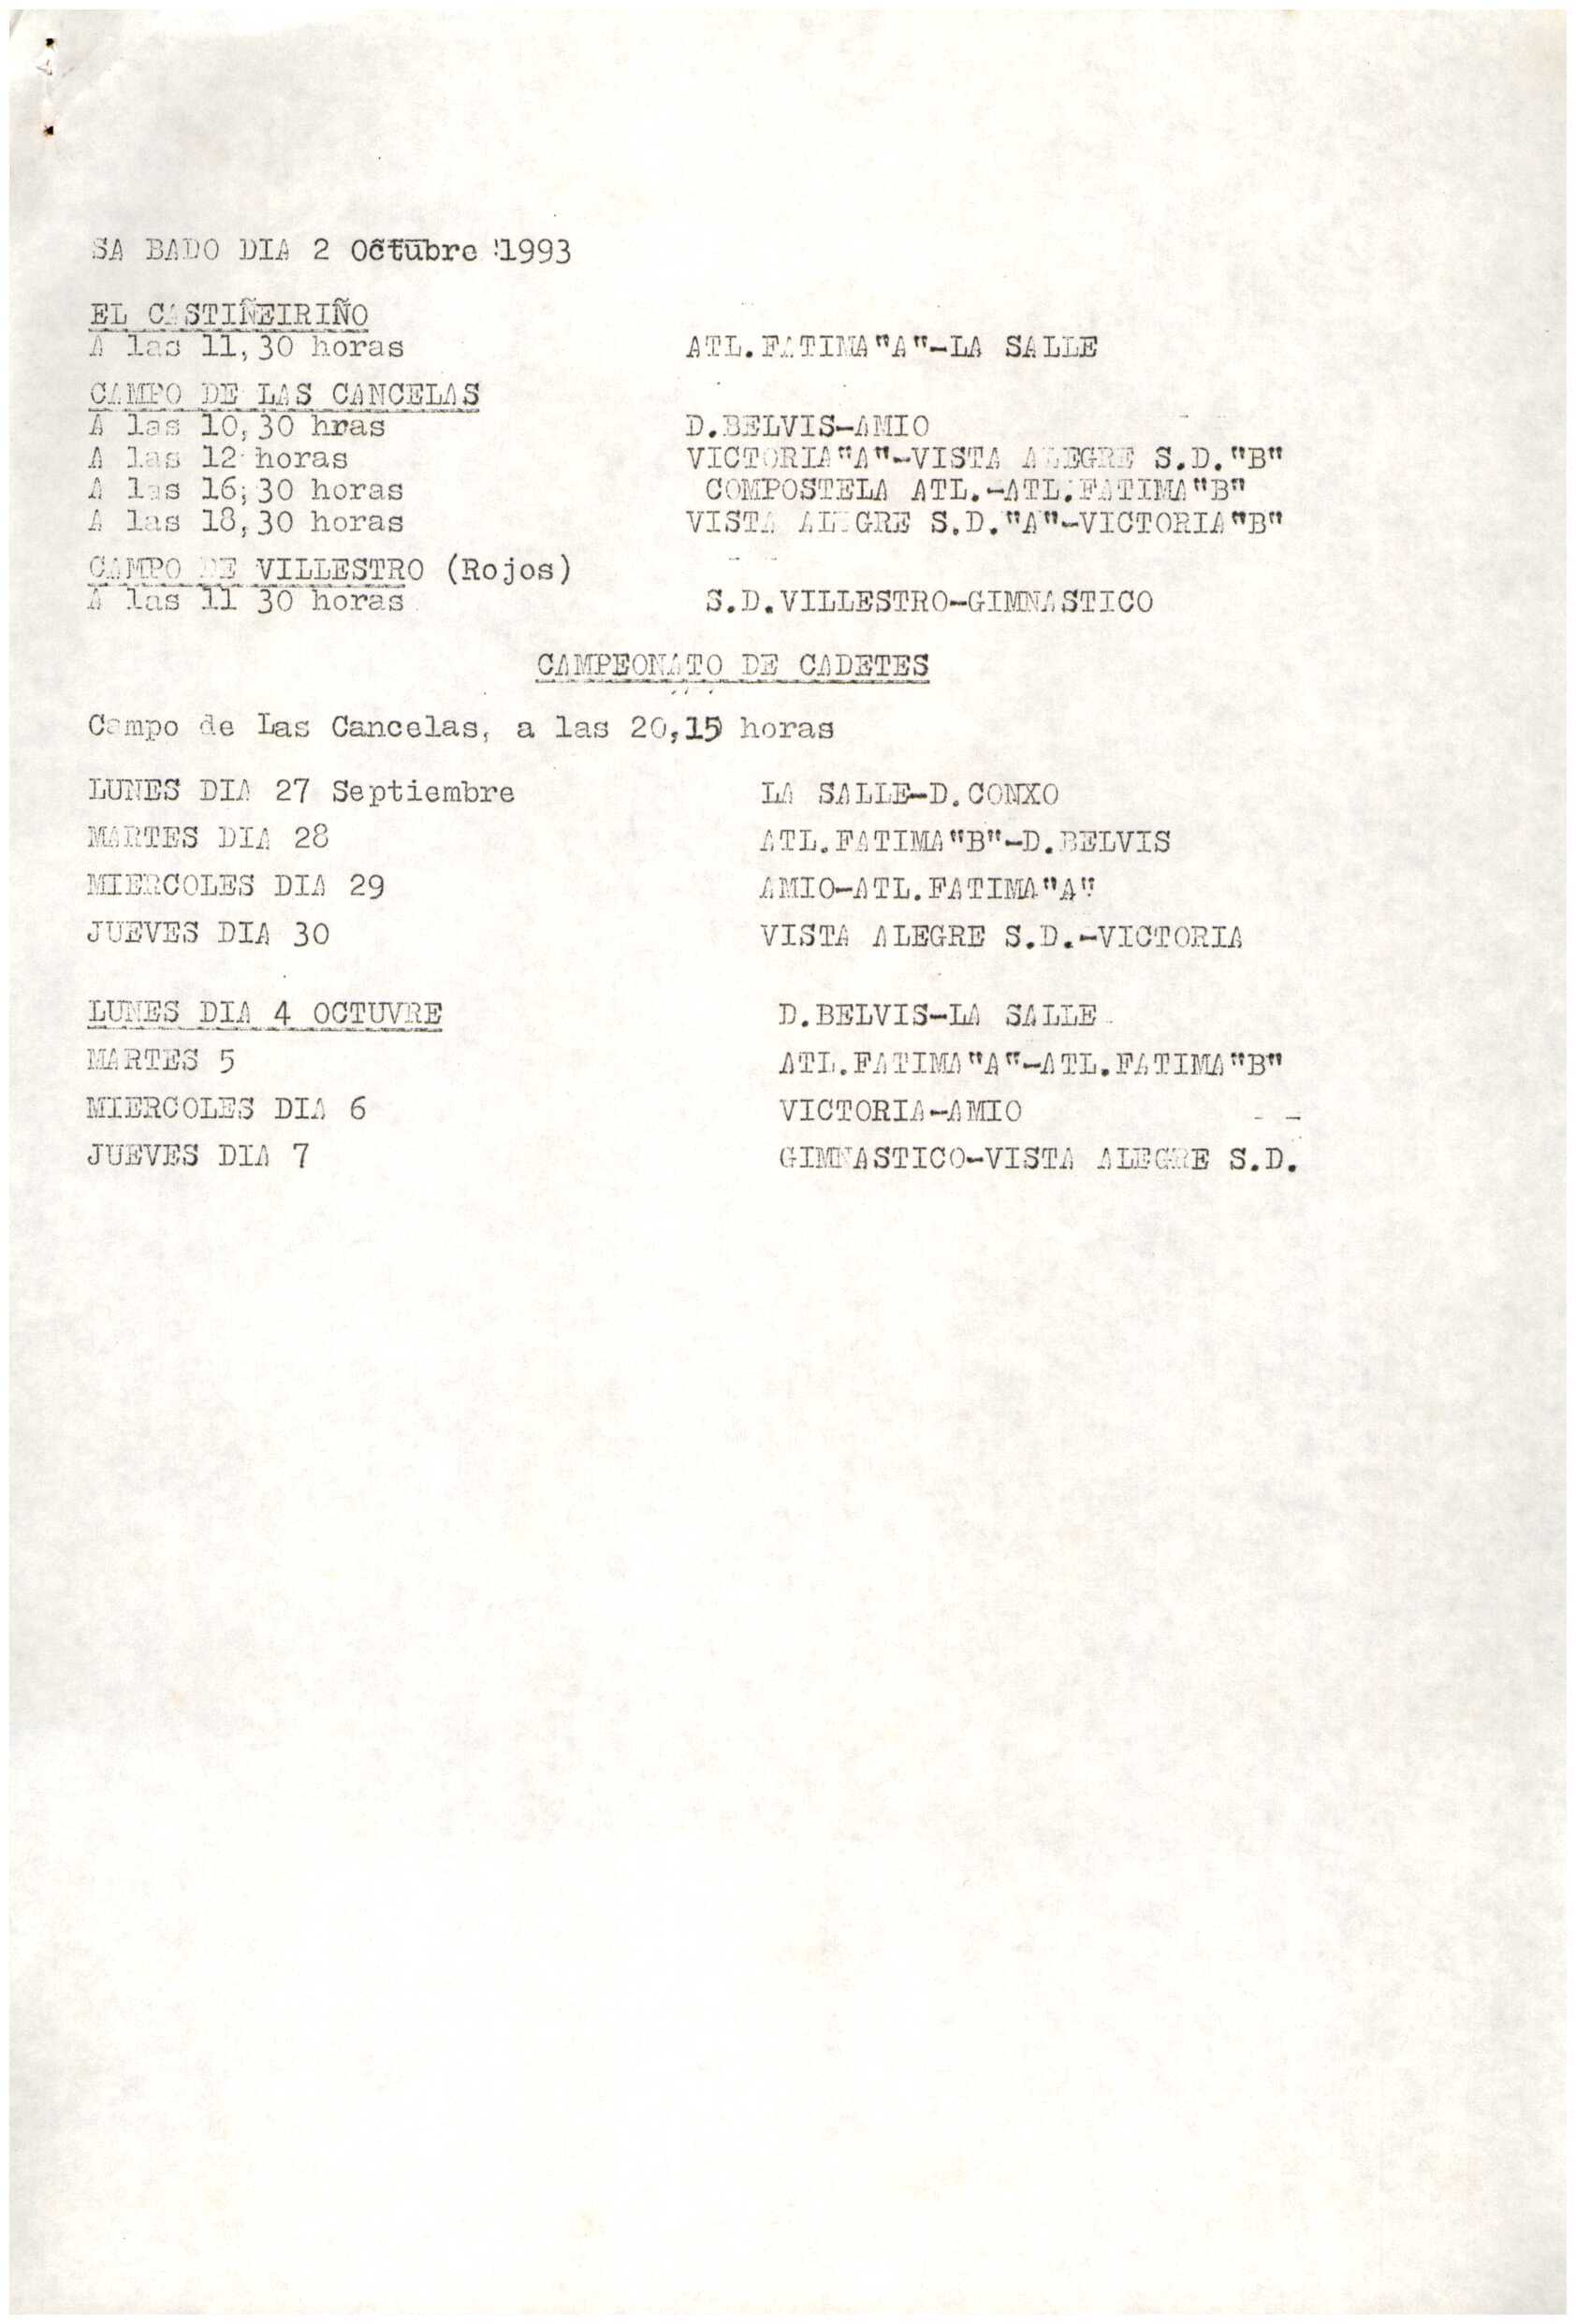 SA BADO DIA 2 Octubre 1993
EL CASTIÑEIRIÑO
A las 11,30 horas ATL.FATIMA"A"-LA SALLE
CAMPO DE LAS CANCELAS
A las 10,30 hras D.BELVIS-AMIO
A las 12 horas VICTORIA"A"-VISTA ALEGRE S.D."B"
A las 16,30 horas COMPOSTELA ATL.-ATL.FATIMA"B"
A las 18,30 horas VISTA ALEGRE S.D."A"-VICTORIA"B"
CAMPO DE VILLESTRO (Rojos)
A las 11 30 horas S.D.VILLESTRO-GIMNASTICO
CAMPEONATO DE CADETES
Campo de Las Cancelas, a las 20,15 horas
LUNES DIA 27 Septiembre LA SALLE-D.CONXO
MARTES DIA 28 ATL.FATIMA"B"-D.BELVIS
MIERCOLES DIA 29 AMIO-ATL.FATIMA"A"
JUEVES DIA 30 VISTA ALEGRE S.D.-VICTORIA
LUNES DIA 4 OCTUVRE D.BELVIS-LA SALLE
MARTES 5 ATL.FATIMA"A"-ATL.FATIMA"B"
MIERCOLES DIA 6 VICTORIA-AMIO
JUEVES DIA 7 GIMNASTICO-VISTA ALEGRE S.D.